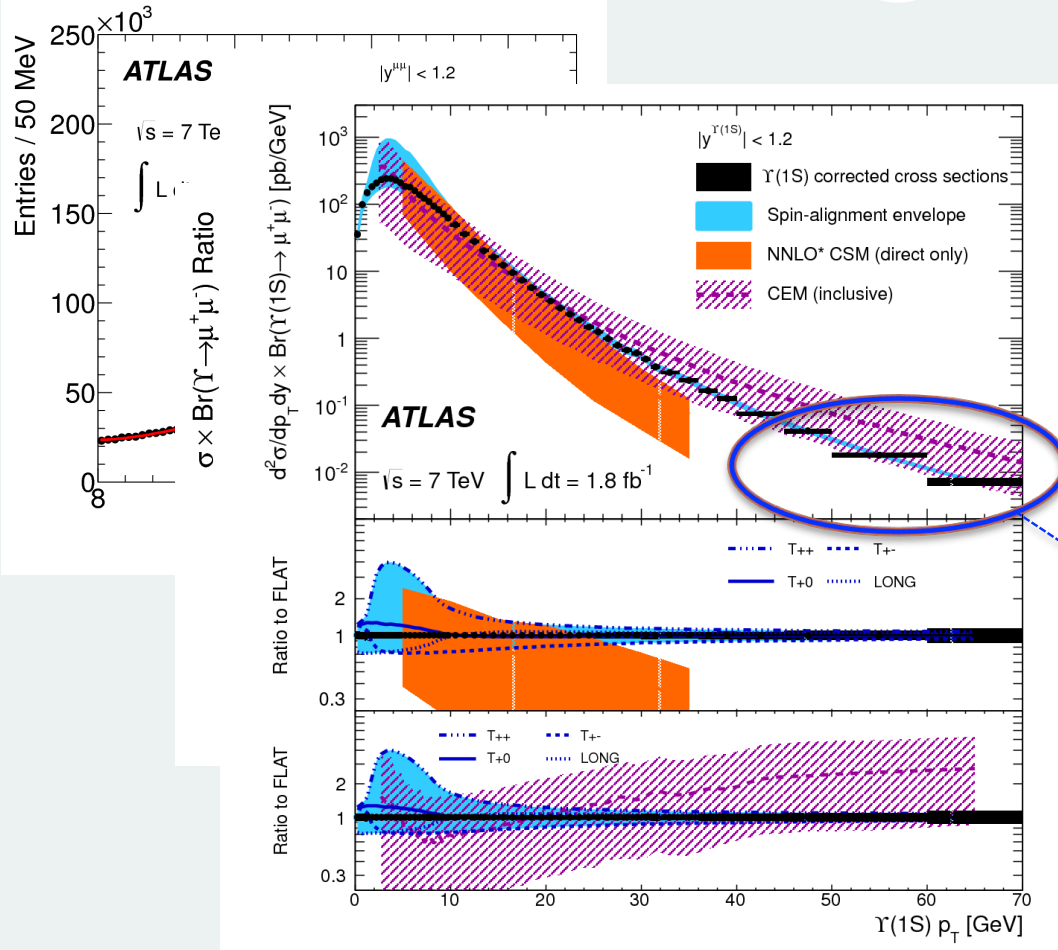 ×10³
250
200
150
100
50
0
8
Entries / 50 MeV
ATLAS
|y^μμ| < 1.2
√s = 7 Te
∫ L
σ × Br(ϒ→μ⁺μ⁻) Ratio
d²σ/dp_T dy × Br(ϒ(1S)→ μ⁺μ⁻) [pb/GeV]
10³
10²
10
1
10⁻¹
10⁻²
|y^ϒ(1S)| < 1.2
ϒ(1S) corrected cross sections
Spin-alignment envelope
NNLO* CSM (direct only)
CEM (inclusive)
ATLAS
√s = 7 TeV ∫ L dt = 1.8 fb⁻¹
Ratio to FLAT
2
1
0.3
T++ T+-
T+0 LONG
Ratio to FLAT
2
1
0.3
T++ T+-
T+0 LONG
0 10 20 30 40 50 60 70
ϒ(1S) p_T [GeV]